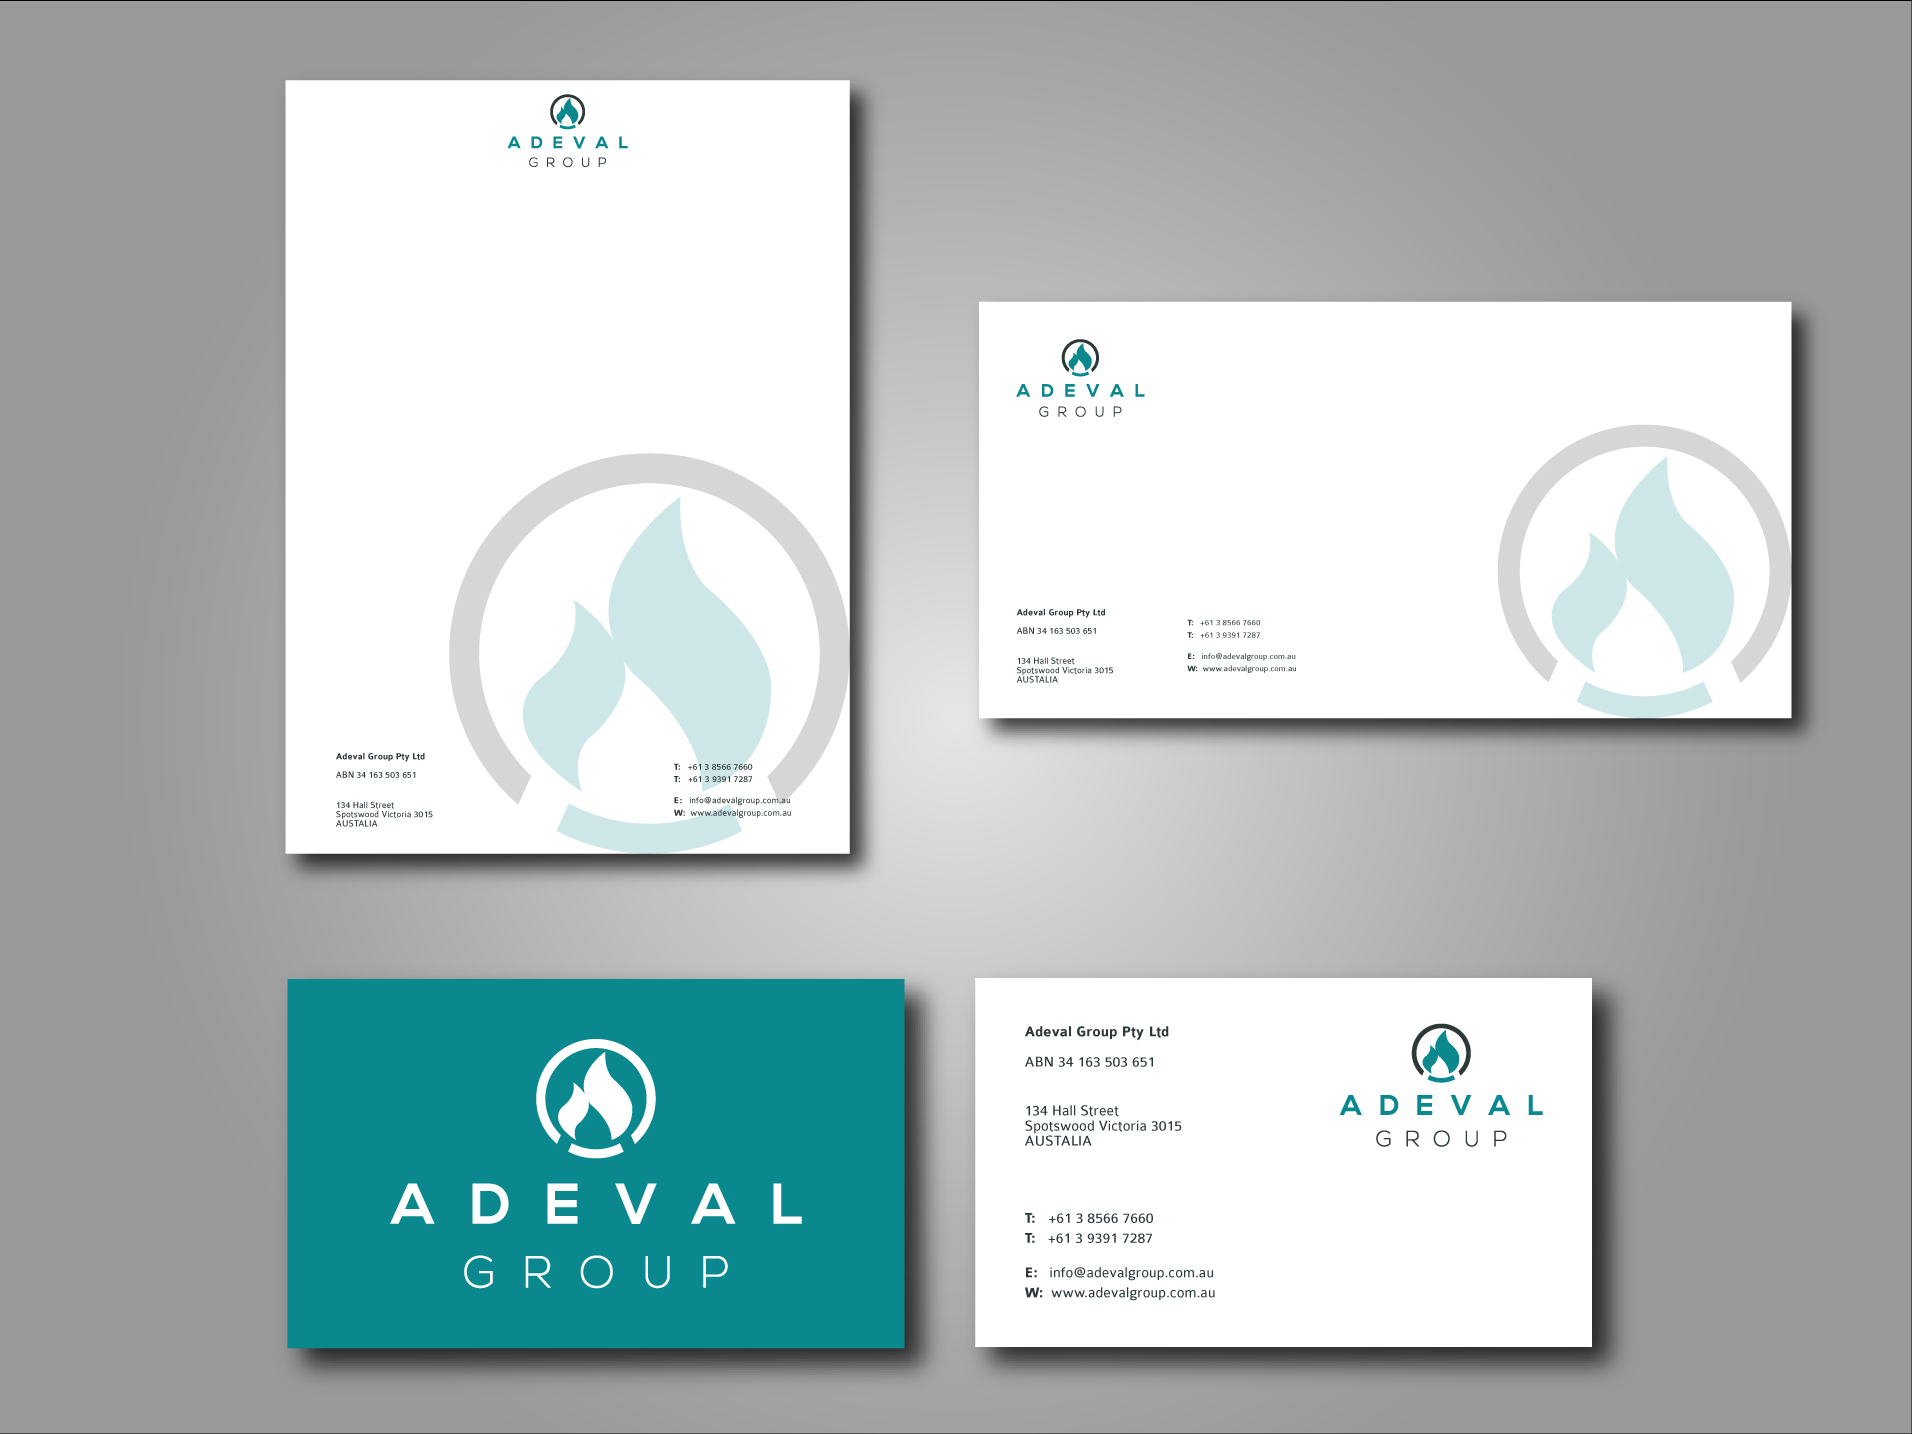 ADEVAL
GROUP
Adeval Group Pty Ltd
ABN 34 163 503 651
134 Hall Street
Spotswood Victoria 3015
AUSTALIA
T: +61 3 8566 7660
T: +61 3 9391 7287
E: info@adevalgroup.com.au
W: www.adevalgroup.com.au
ADEVAL
GROUP
Adeval Group Pty Ltd
ABN 34 163 503 651
134 Hall Street
Spotswood Victoria 3015
AUSTALIA
T: +61 3 8566 7660
T: +61 3 9391 7287
E: info@adevalgroup.com.au
W: www.adevalgroup.com.au
ADEVAL
GROUP
Adeval Group Pty Ltd
ABN 34 163 503 651
134 Hall Street
Spotswood Victoria 3015
AUSTALIA
T: +61 3 8566 7660
T: +61 3 9391 7287
E: info@adevalgroup.com.au
W: www.adevalgroup.com.au
ADEVAL
GROUP